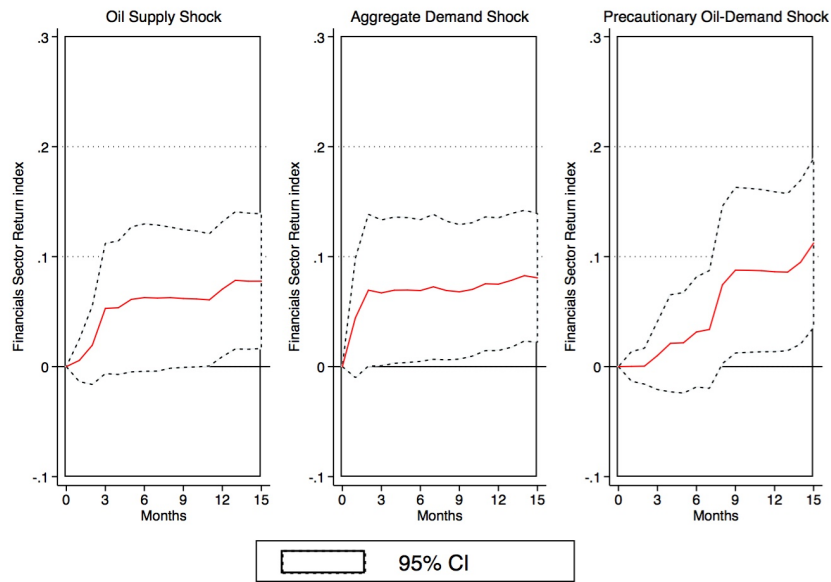 Oil Supply Shock
Financials Sector Return index
.3
.2
.1
0
-.1
0 3 6 9 12 15
Months
Aggregate Demand Shock
Financials Sector Return index
.3
.2
.1
0
-.1
0 3 6 9 12 15
Months
Precautionary Oil-Demand Shock
Financials Sector Return index
.3
.2
.1
0
-.1
0 3 6 9 12 15
Months
95% CI